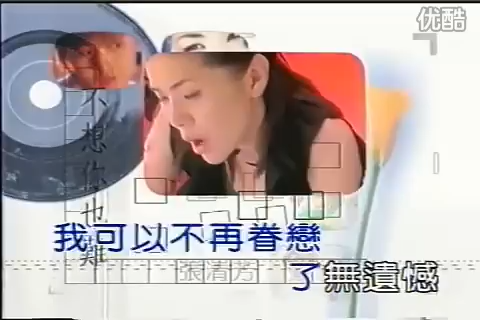 优酷
不想你也難
我可以不再眷戀
張清芳
了無遺憾